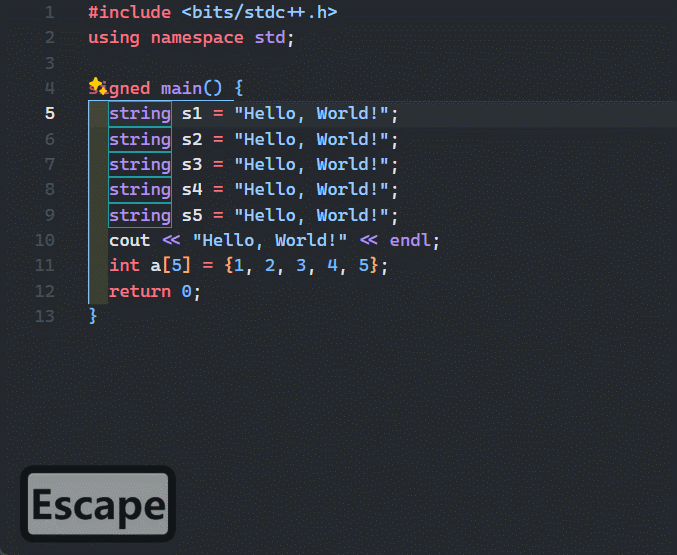 1 #include <bits/stdc++.h>
2 using namespace std;
3
4 signed main() {
5 string s1 = "Hello, World!";
6 string s2 = "Hello, World!";
7 string s3 = "Hello, World!";
8 string s4 = "Hello, World!";
9 string s5 = "Hello, World!";
10 cout << "Hello, World!" << endl;
11 int a[5] = {1, 2, 3, 4, 5};
12 return 0;
13 }
Escape